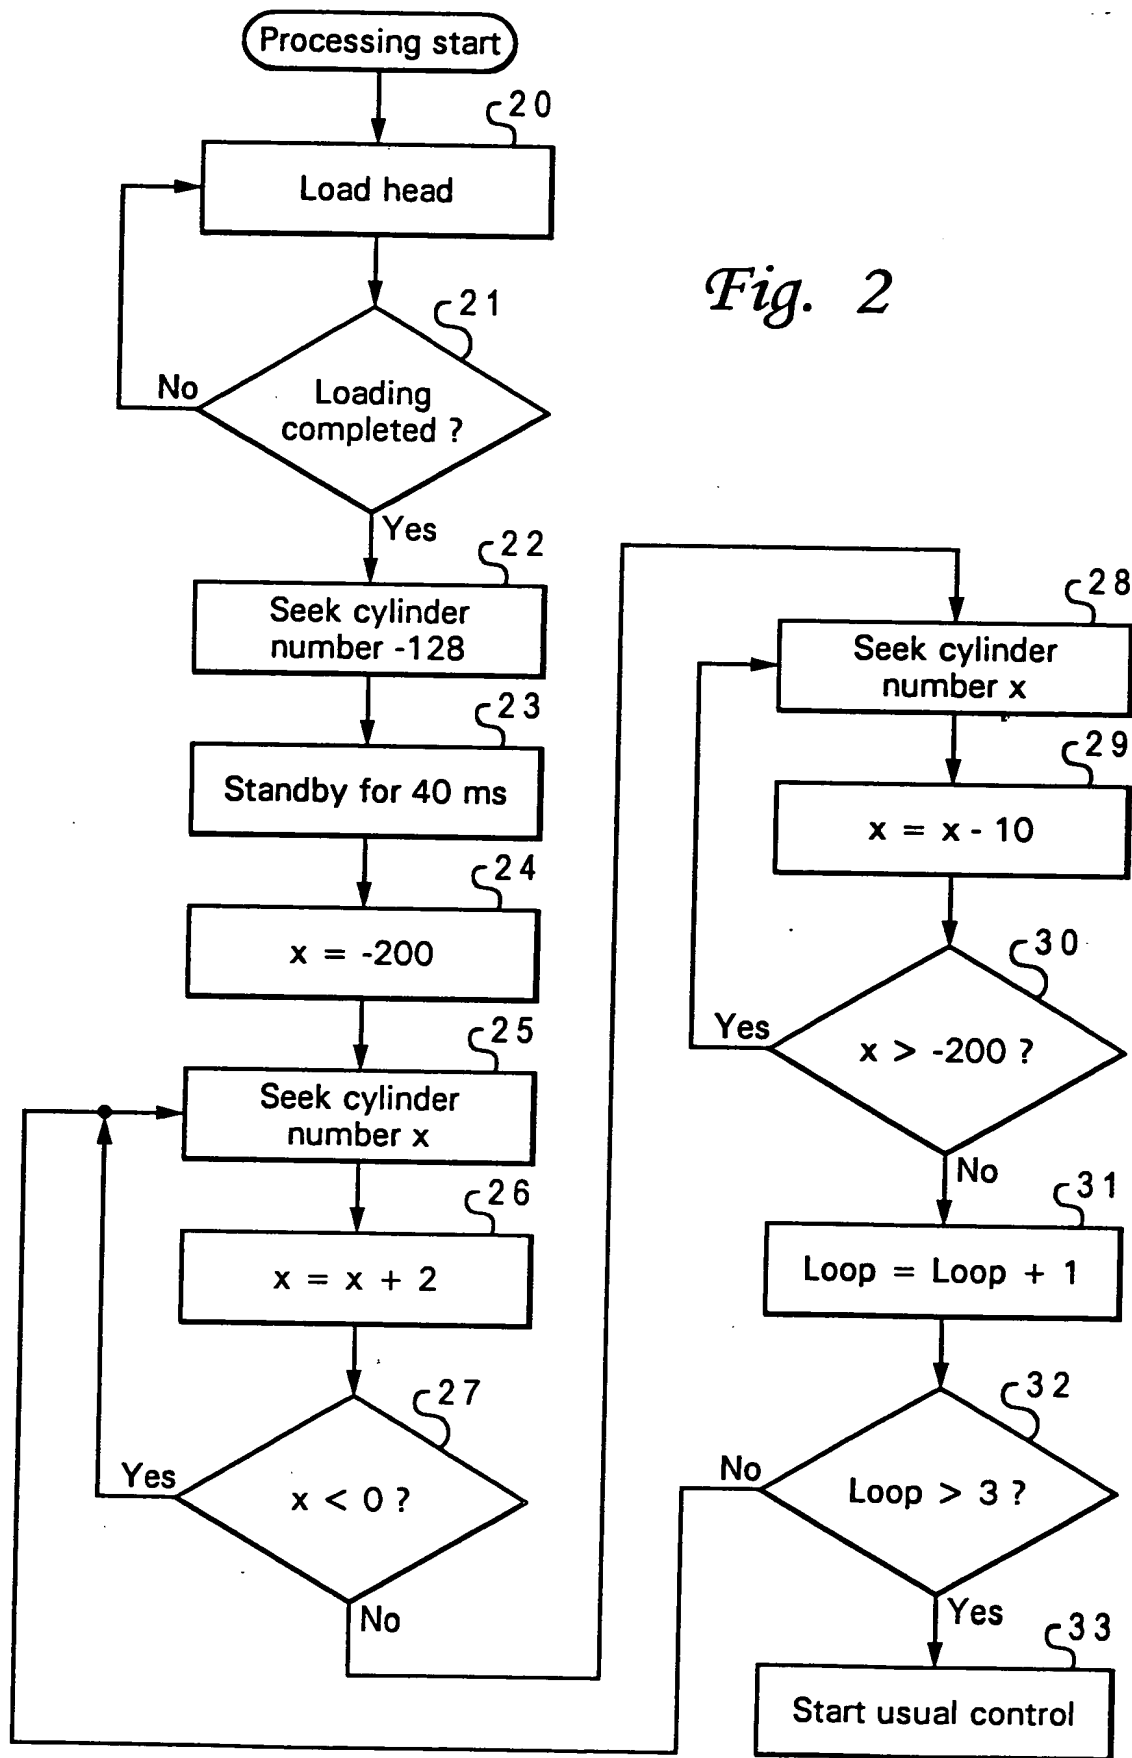 Processing start
20
Load head
Fig. 2
21
No
Loading
completed ?
Yes
22
Seek cylinder
number -128
23
Standby for 40 ms
24
x = -200
25
Seek cylinder
number x
26
x = x + 2
27
Yes
x < 0 ?
No
28
Seek cylinder
number x
29
x = x - 10
30
Yes
x > -200 ?
No
31
Loop = Loop + 1
32
No
Loop > 3 ?
Yes
33
Start usual control